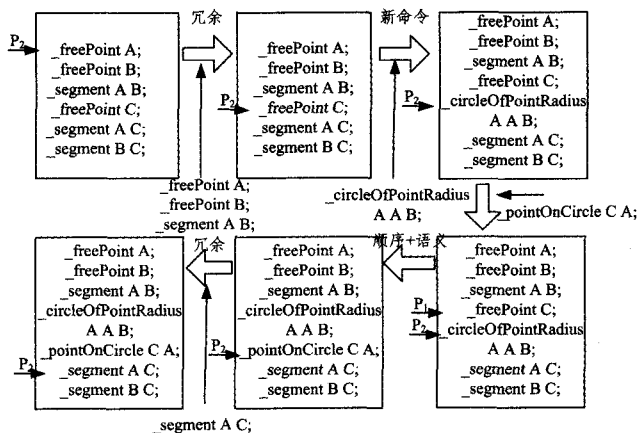 冗余
新命令
P2
_freePoint A;
_freePoint B;
_segment A B;
_freePoint C;
_segment A C;
_segment B C;
P2
_freePoint A;
_freePoint B;
_segment A B;
_freePoint C;
_segment A C;
_segment B C;
P2
_freePoint A;
_freePoint B;
_segment A B;
_freePoint C;
_circleOfPointRadius
A A B;
_segment A C;
_segment B C;
_freePoint A;
_freePoint B;
_segment A B;
_circleOfPointRadius
A A B;
_pointOnCircle C A;
冗余
顺序+语义
P2
_freePoint A;
_freePoint B;
_segment A B;
_circleOfPointRadius
A A B;
_pointOnCircle C A;
_segment A C;
_segment B C;
P2
_freePoint A;
_freePoint B;
_segment A B;
_circleOfPointRadius
A A B;
_pointOnCircle C A;
_segment A C;
_segment B C;
P1
P2
_freePoint A;
_freePoint B;
_segment A B;
_freePoint C;
_circleOfPointRadius
A A B;
_segment A C;
_segment B C;
_segment A C;